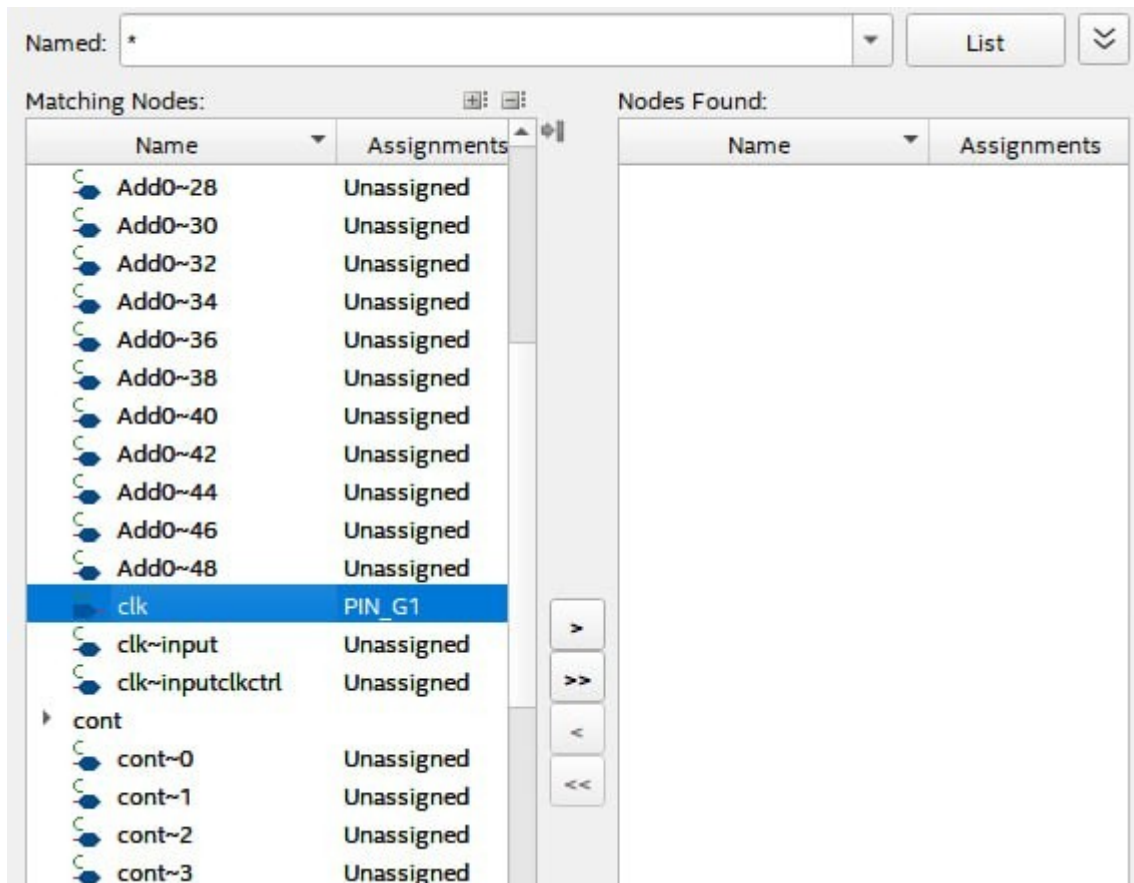 Named: * List
Matching Nodes: Nodes Found:
Name Assignments Name Assignments
Add0~28 Unassigned
Add0~30 Unassigned
Add0~32 Unassigned
Add0~34 Unassigned
Add0~36 Unassigned
Add0~38 Unassigned
Add0~40 Unassigned
Add0~42 Unassigned
Add0~44 Unassigned
Add0~46 Unassigned
Add0~48 Unassigned
clk PIN_G1
>
clk~input Unassigned
clk~inputclkctrl Unassigned >>
cont
<
cont~0 Unassigned
<<
cont~1 Unassigned
cont~2 Unassigned
cont~3 Unassigned